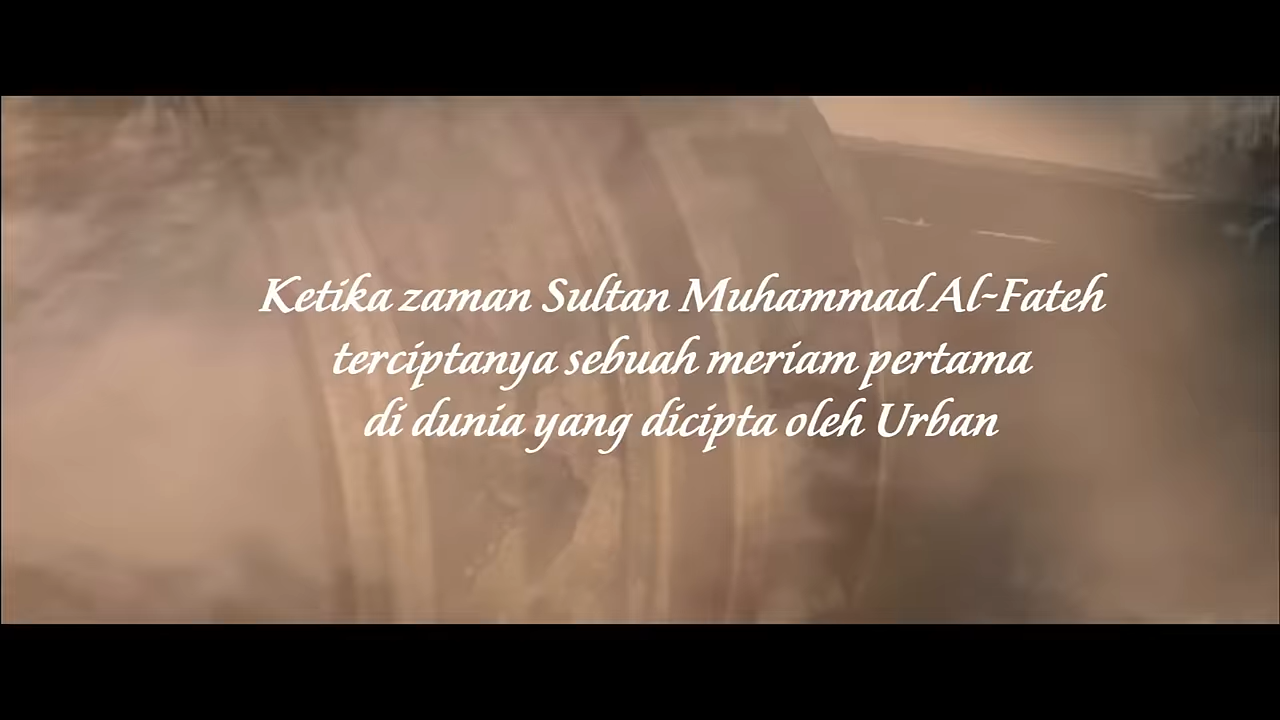 Ketika zaman Sultan Muhammad Al-Fateh
terciptanya sebuah meriam pertama
di dunia yang dicipta oleh Urban